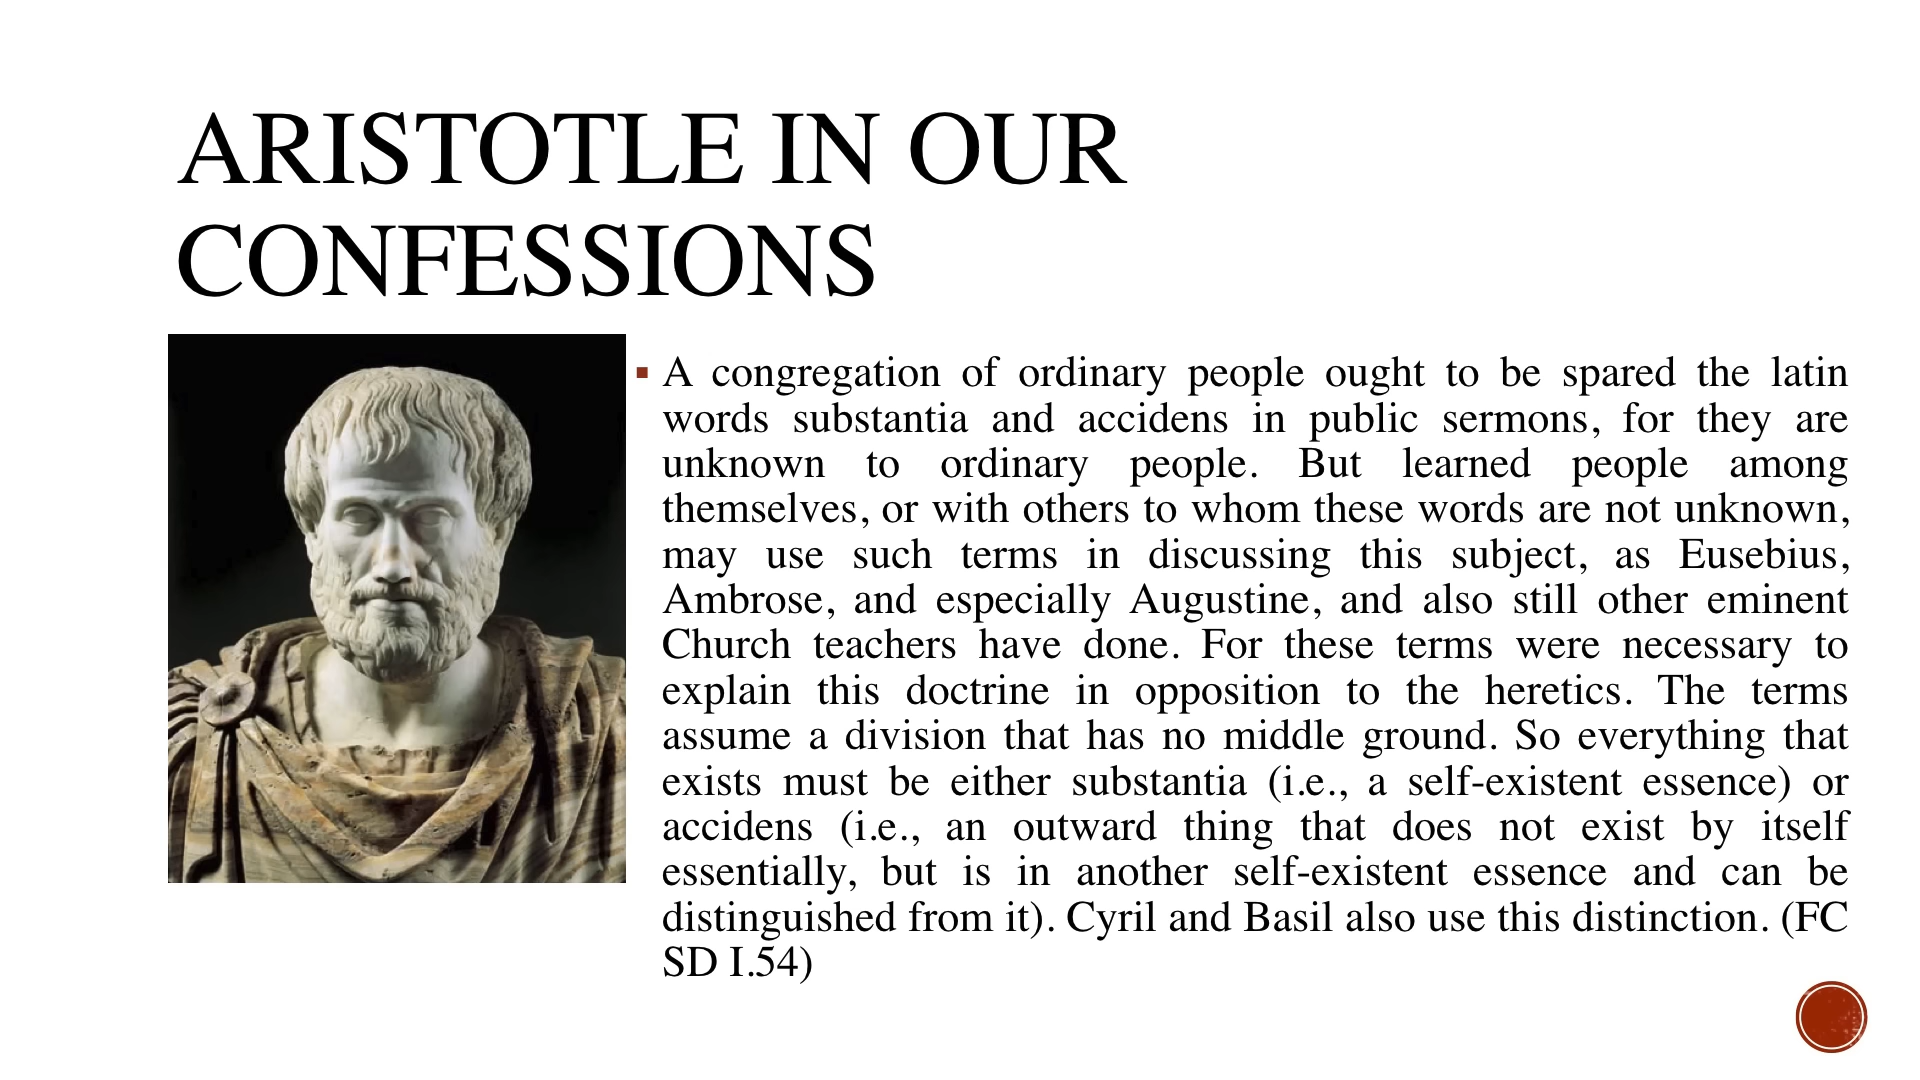 ARISTOTLE IN OUR
CONFESSIONS
▪ A congregation of ordinary people ought to be spared the latin
words substantia and accidens in public sermons, for they are
unknown to ordinary people. But learned people among
themselves, or with others to whom these words are not unknown,
may use such terms in discussing this subject, as Eusebius,
Ambrose, and especially Augustine, and also still other eminent
Church teachers have done. For these terms were necessary to
explain this doctrine in opposition to the heretics. The terms
assume a division that has no middle ground. So everything that
exists must be either substantia (i.e., a self-existent essence) or
accidens (i.e., an outward thing that does not exist by itself
essentially, but is in another self-existent essence and can be
distinguished from it). Cyril and Basil also use this distinction. (FC
SD I.54)